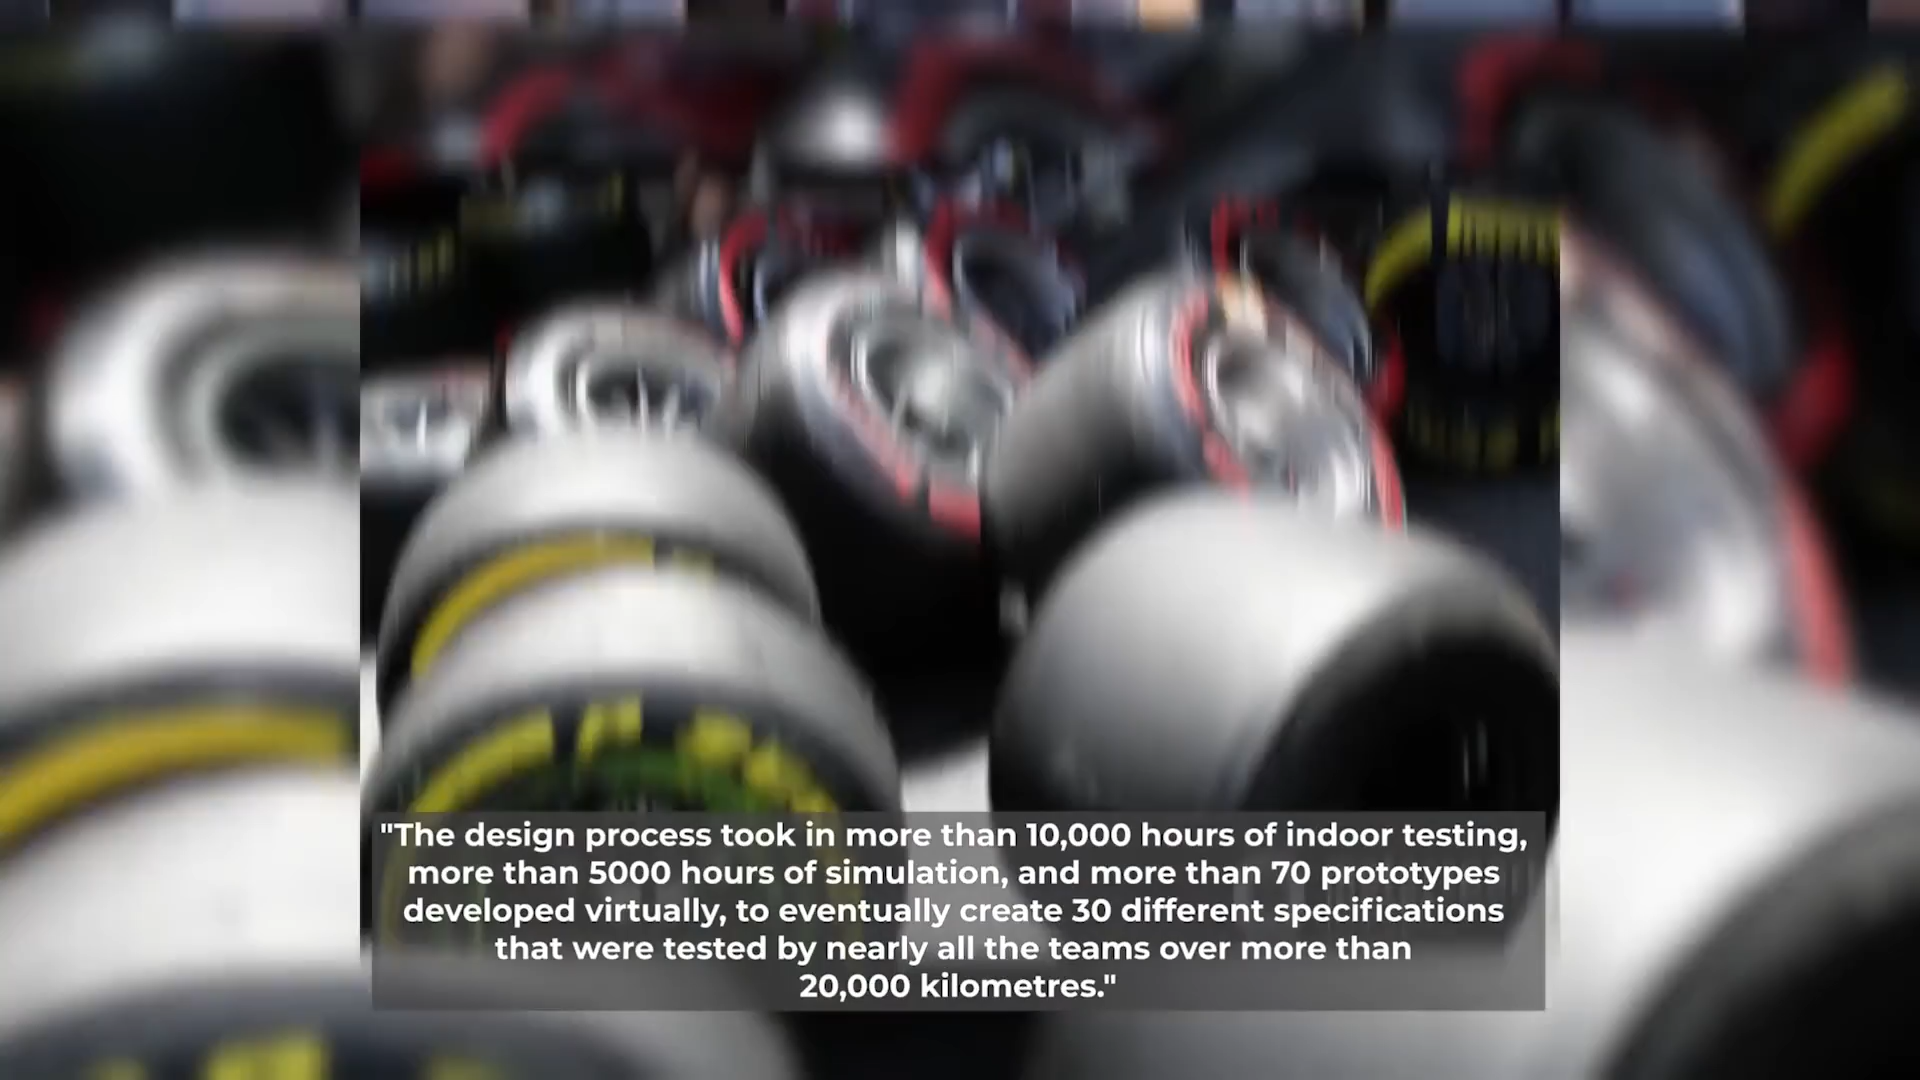 "The design process took in more than 10,000 hours of indoor testing,
more than 5000 hours of simulation, and more than 70 prototypes
developed virtually, to eventually create 30 different specifications
that were tested by nearly all the teams over more than
20,000 kilometres."